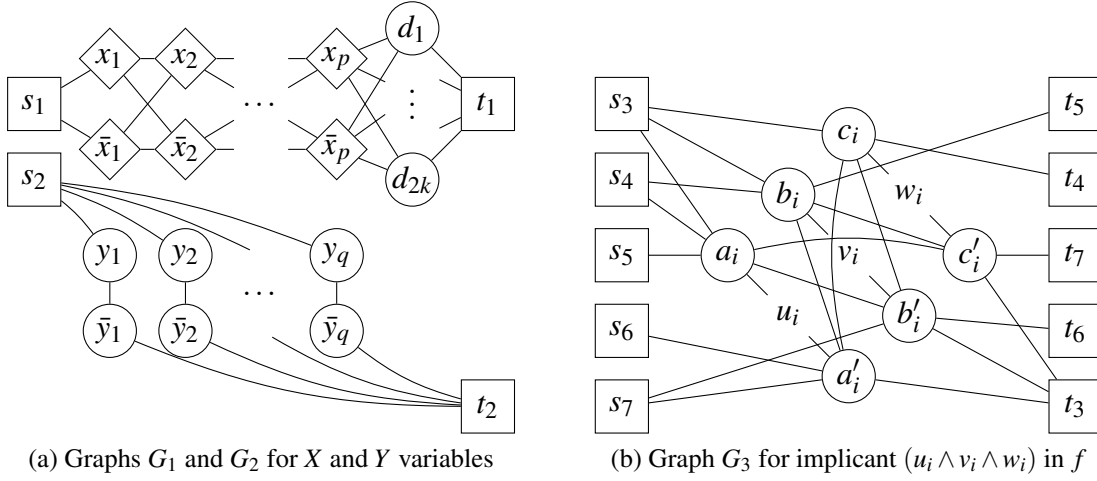 x₁ x₂ xₚ d₁
s₁ … ⋮ t₁
x̄₁ x̄₂ x̄ₚ d₂ₖ
s₂
y₁ y₂ y_q
…
ȳ₁ ȳ₂ ȳ_q
t₂
(a) Graphs G₁ and G₂ for X and Y variables
s₃ cᵢ t₅
s₄ bᵢ wᵢ t₄
s₅ aᵢ vᵢ c′ᵢ t₇
s₆ uᵢ b′ᵢ t₆
s₇ a′ᵢ t₃
(b) Graph G₃ for implicant (uᵢ ∧ vᵢ ∧ wᵢ) in f